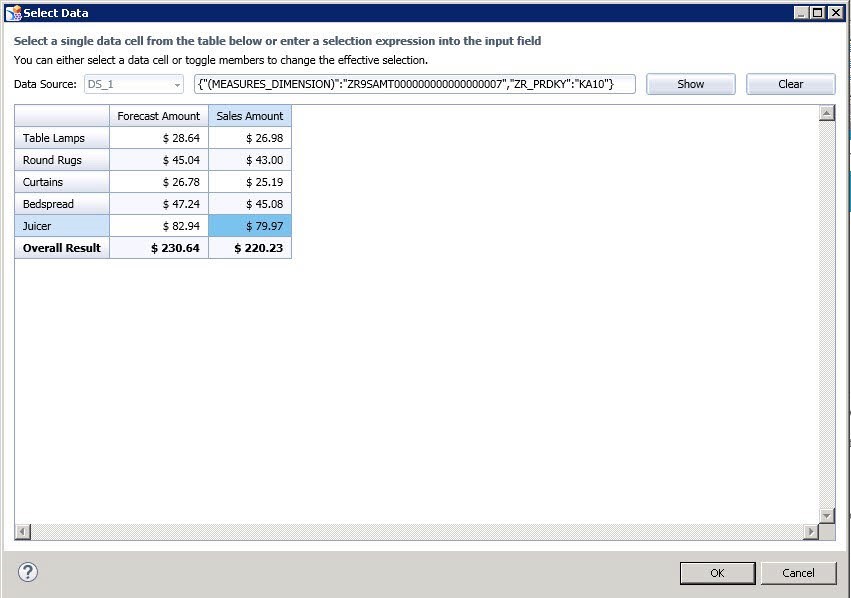 Select Data
Select a single data cell from the table below or enter a selection expression into the input field
You can either select a data cell or toggle members to change the effective selection.
Data Source: DS_1 {"(MEASURES_DIMENSION)":"ZR9SAMT000000000000000007","ZR_PRDKY":"KA10"} Show Clear
Forecast Amount Sales Amount
Table Lamps $ 28.64 $ 26.98
Round Rugs $ 45.04 $ 43.00
Curtains $ 26.78 $ 25.19
Bedspread $ 47.24 $ 45.08
Juicer $ 82.94 $ 79.97
Overall Result $ 230.64 $ 220.23
? OK Cancel